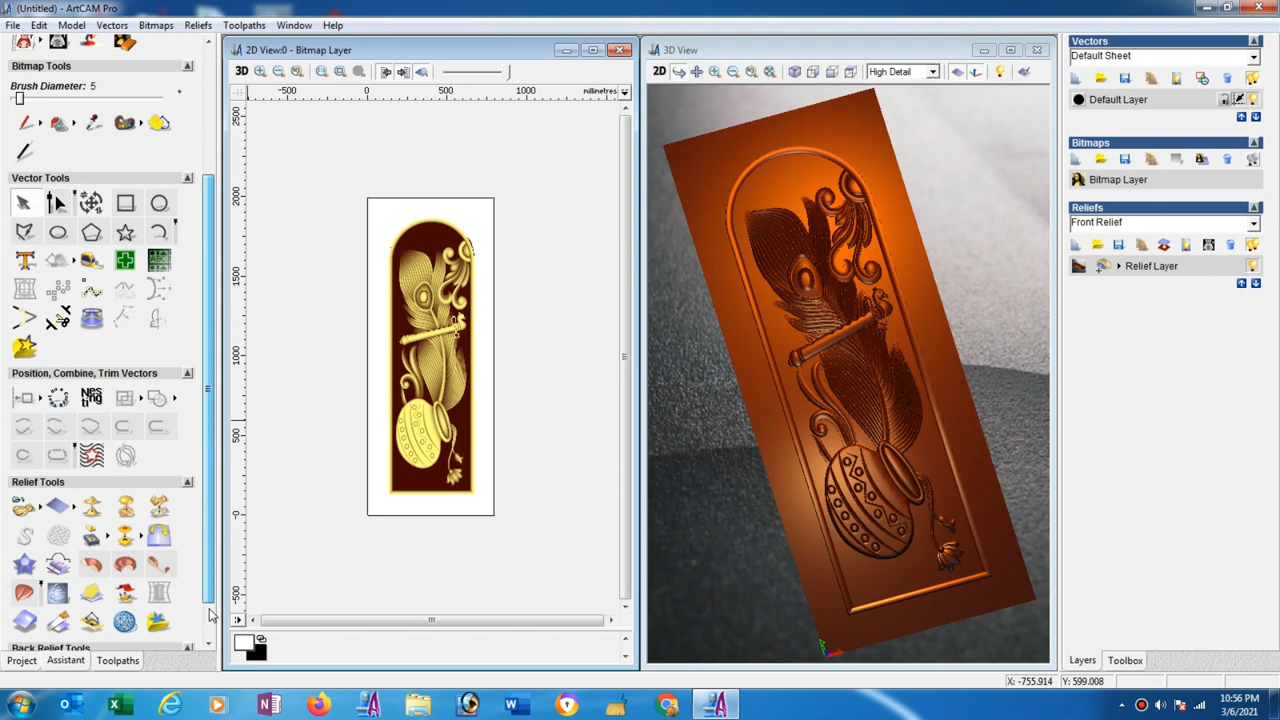 (Untitled) - ArtCAM Pro
File Edit Model Vectors Bitmaps Reliefs Toolpaths Window Help
Bitmap Tools
Brush Diameter: 5
Vector Tools
Position, Combine, Trim Vectors
Relief Tools
Back Relief Tools
Project Assistant Toolpaths
2D View:0 - Bitmap Layer
3D
-500 0 500 1000 millimetres
2500
2000
1500
1000
500
-0
-500
3D View
2D High Detail
Vectors
Default Sheet
Default Layer
Bitmaps
Bitmap Layer
Reliefs
Front Relief
Relief Layer
Layers Toolbox
X: -755.914 Y: 599.008
10:56 PM
3/6/2021